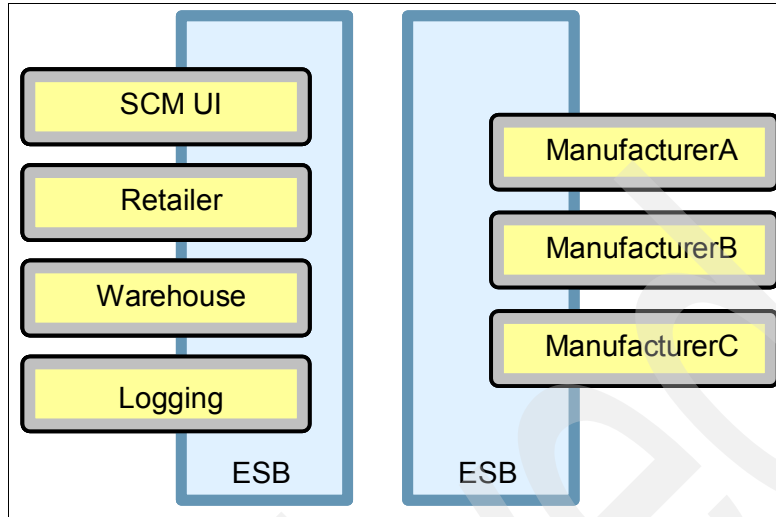 SCM UI
Retailer
Warehouse
Logging
ESB
ManufacturerA
ManufacturerB
ManufacturerC
ESB